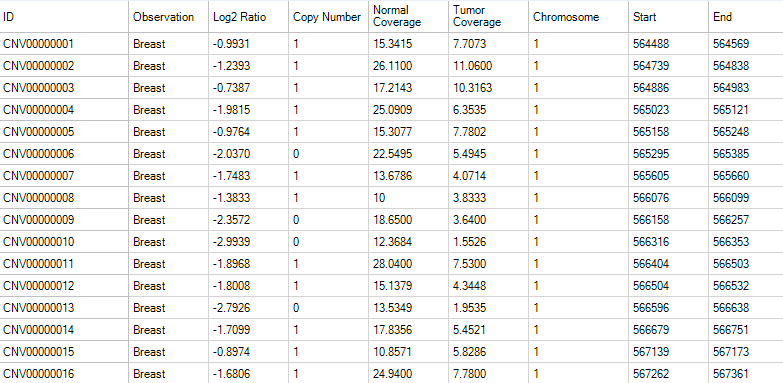 ID Observation Log2 Ratio Copy Number Normal Coverage Tumor Coverage Chromosome Start End
CNV00000001 Breast -0.9931 1 15.3415 7.7073 1 564488 564569
CNV00000002 Breast -1.2393 1 26.1100 11.0600 1 564739 564838
CNV00000003 Breast -0.7387 1 17.2143 10.3163 1 564886 564983
CNV00000004 Breast -1.9815 1 25.0909 6.3535 1 565023 565121
CNV00000005 Breast -0.9764 1 15.3077 7.7802 1 565158 565248
CNV00000006 Breast -2.0370 0 22.5495 5.4945 1 565295 565385
CNV00000007 Breast -1.7483 1 13.6786 4.0714 1 565605 565660
CNV00000008 Breast -1.3833 1 10 3.8333 1 566076 566099
CNV00000009 Breast -2.3572 0 18.6500 3.6400 1 566158 566257
CNV00000010 Breast -2.9939 0 12.3684 1.5526 1 566316 566353
CNV00000011 Breast -1.8968 1 28.0400 7.5300 1 566404 566503
CNV00000012 Breast -1.8008 1 15.1379 4.3448 1 566504 566532
CNV00000013 Breast -2.7926 0 13.5349 1.9535 1 566596 566638
CNV00000014 Breast -1.7099 1 17.8356 5.4521 1 566679 566751
CNV00000015 Breast -0.8974 1 10.8571 5.8286 1 567139 567173
CNV00000016 Breast -1.6806 1 24.9400 7.7800 1 567262 567361